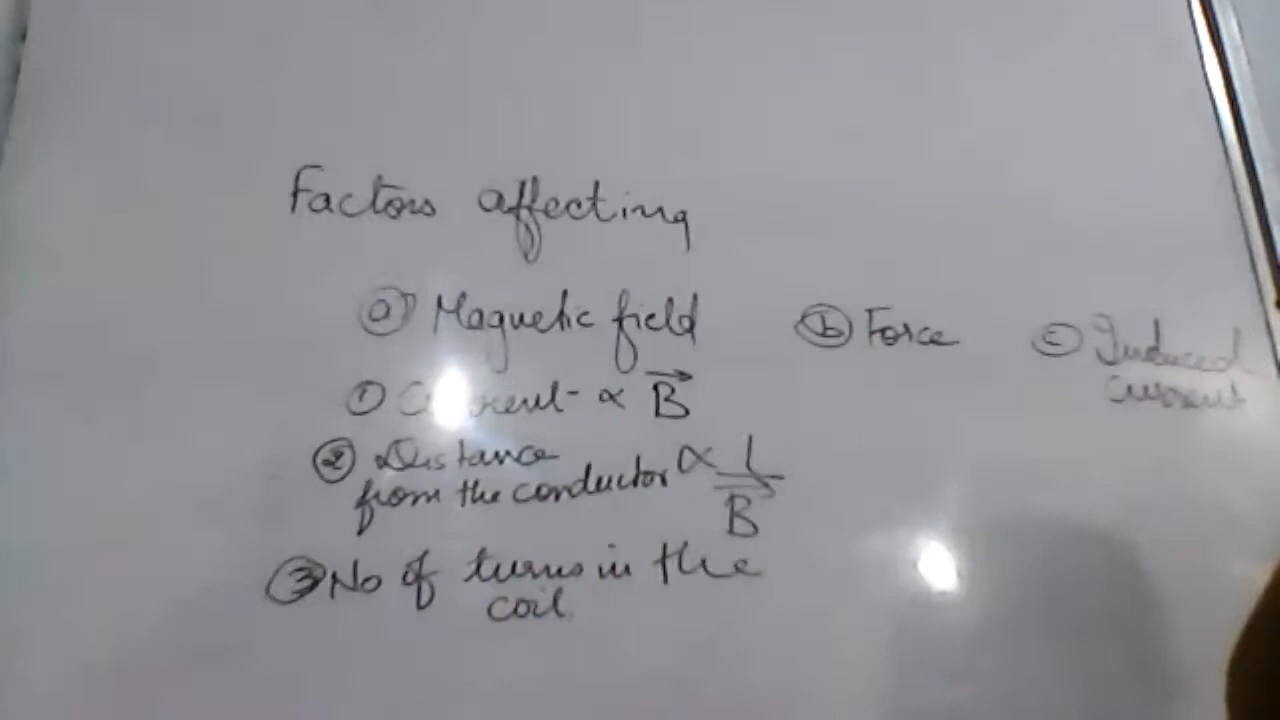 Factors affecting
(a) Magnetic field (b) Force (c) Induced current
① Current ∝ B⃗
② Distance
from the conductor ∝ 1/B⃗
③ No of turns in the
coil